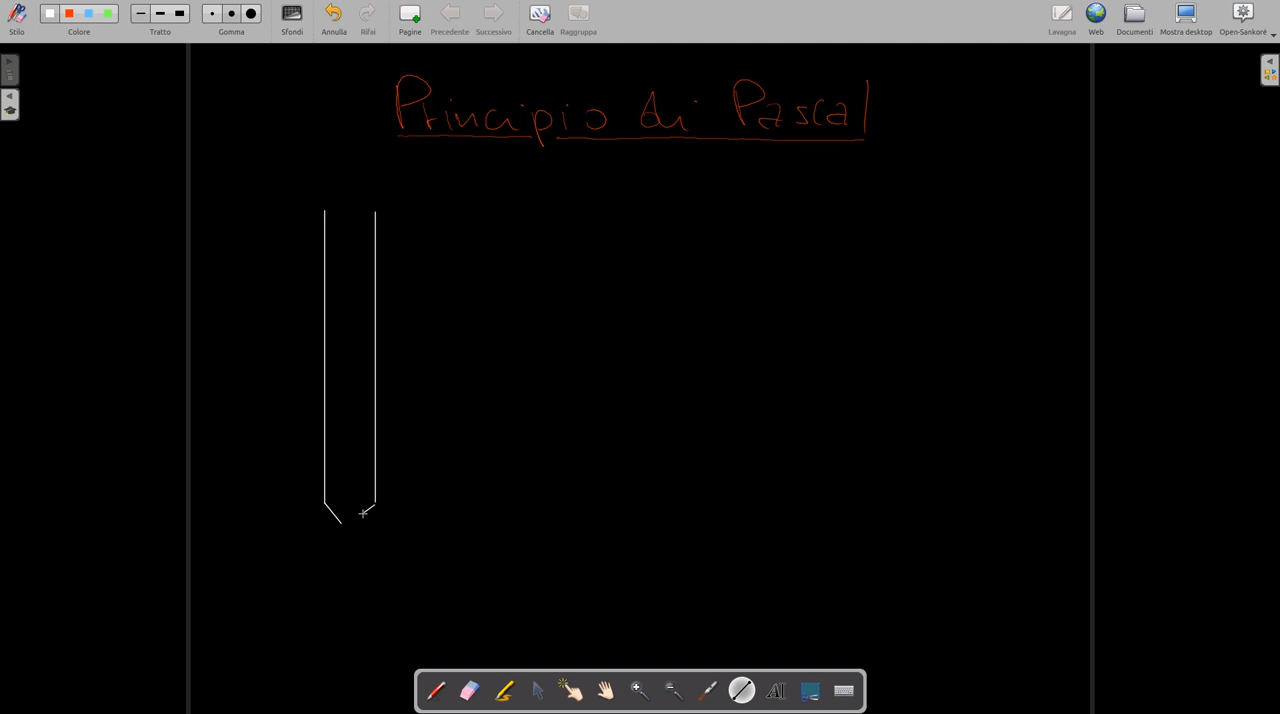 Stilo Colore Tratto Gomma Sfondi Annulla Rifai Pagine Precedente Successivo Cancella Raggruppa Lavagna Web Documenti Mostra desktop Open-Sankoré
Principio di Pascal
AI